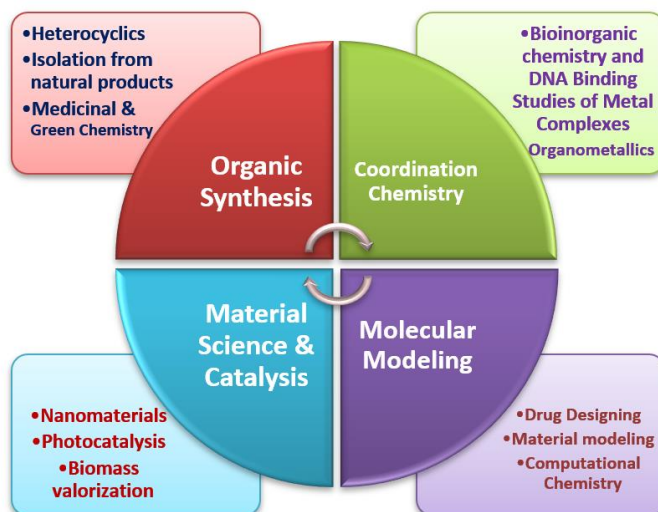 •Heterocyclics
•Isolation from
natural products
•Medicinal &
Green Chemistry
•Bioinorganic
chemistry and
DNA Binding
Studies of Metal
Complexes
Organometallics
Organic
Synthesis
Coordination
Chemistry
Material
Science &
Catalysis
Molecular
Modeling
•Nanomaterials
•Photocatalysis
•Biomass
valorization
•Drug Designing
•Material modeling
•Computational
Chemistry